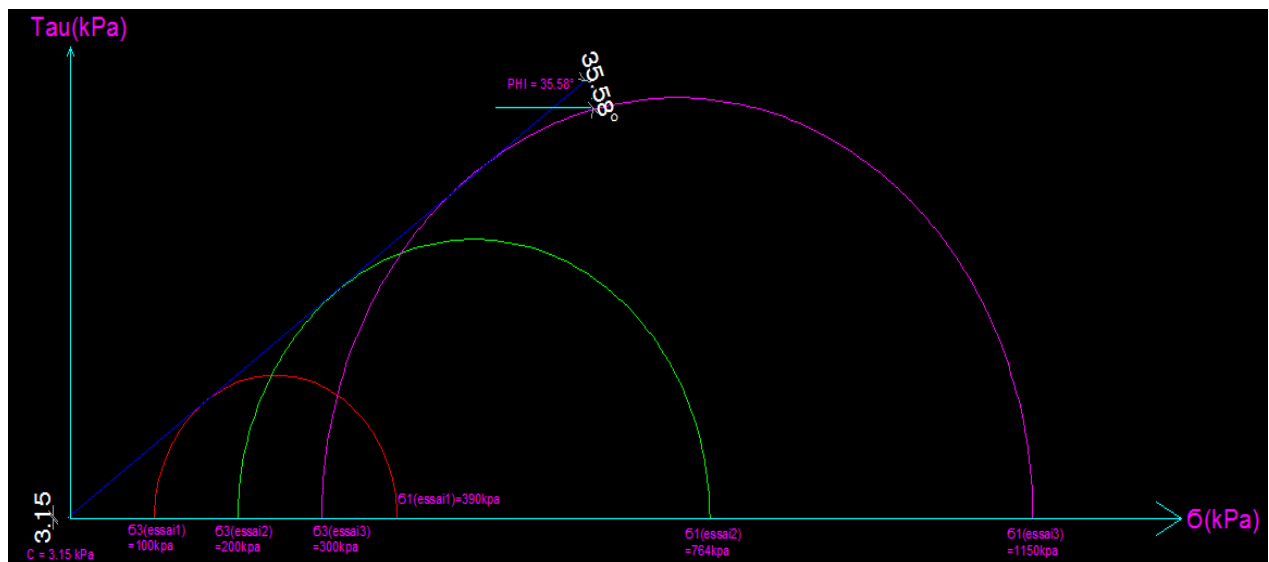 Tau(kPa)
35.58°
PHI = 35.58°
б1(essai1)=390kpa
3.15
C = 3.15 kPa
б3(essai1)
=100kpa
б3(essai2)
=200kpa
б3(essai3)
=300kpa
б1(essai2)
=764kpa
б1(essai3)
=1150kpa
б(kPa)